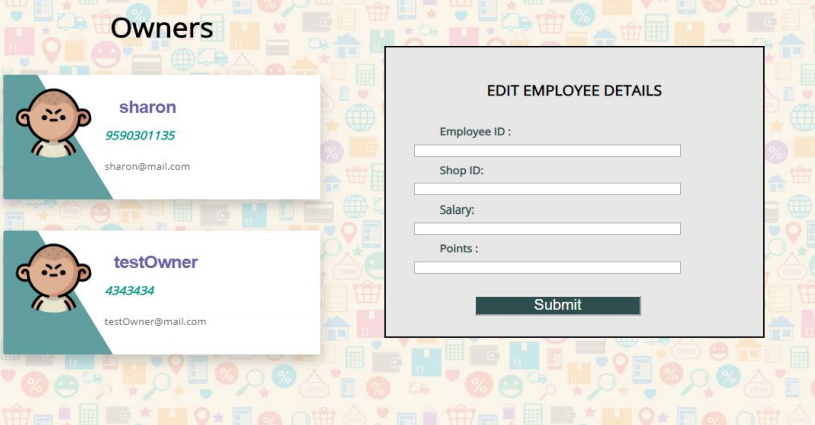 Owners
sharon
9590301135
sharon@mail.com
testOwner
4343434
testOwner@mail.com
EDIT EMPLOYEE DETAILS
Employee ID :
Shop ID:
Salary:
Points :
Submit